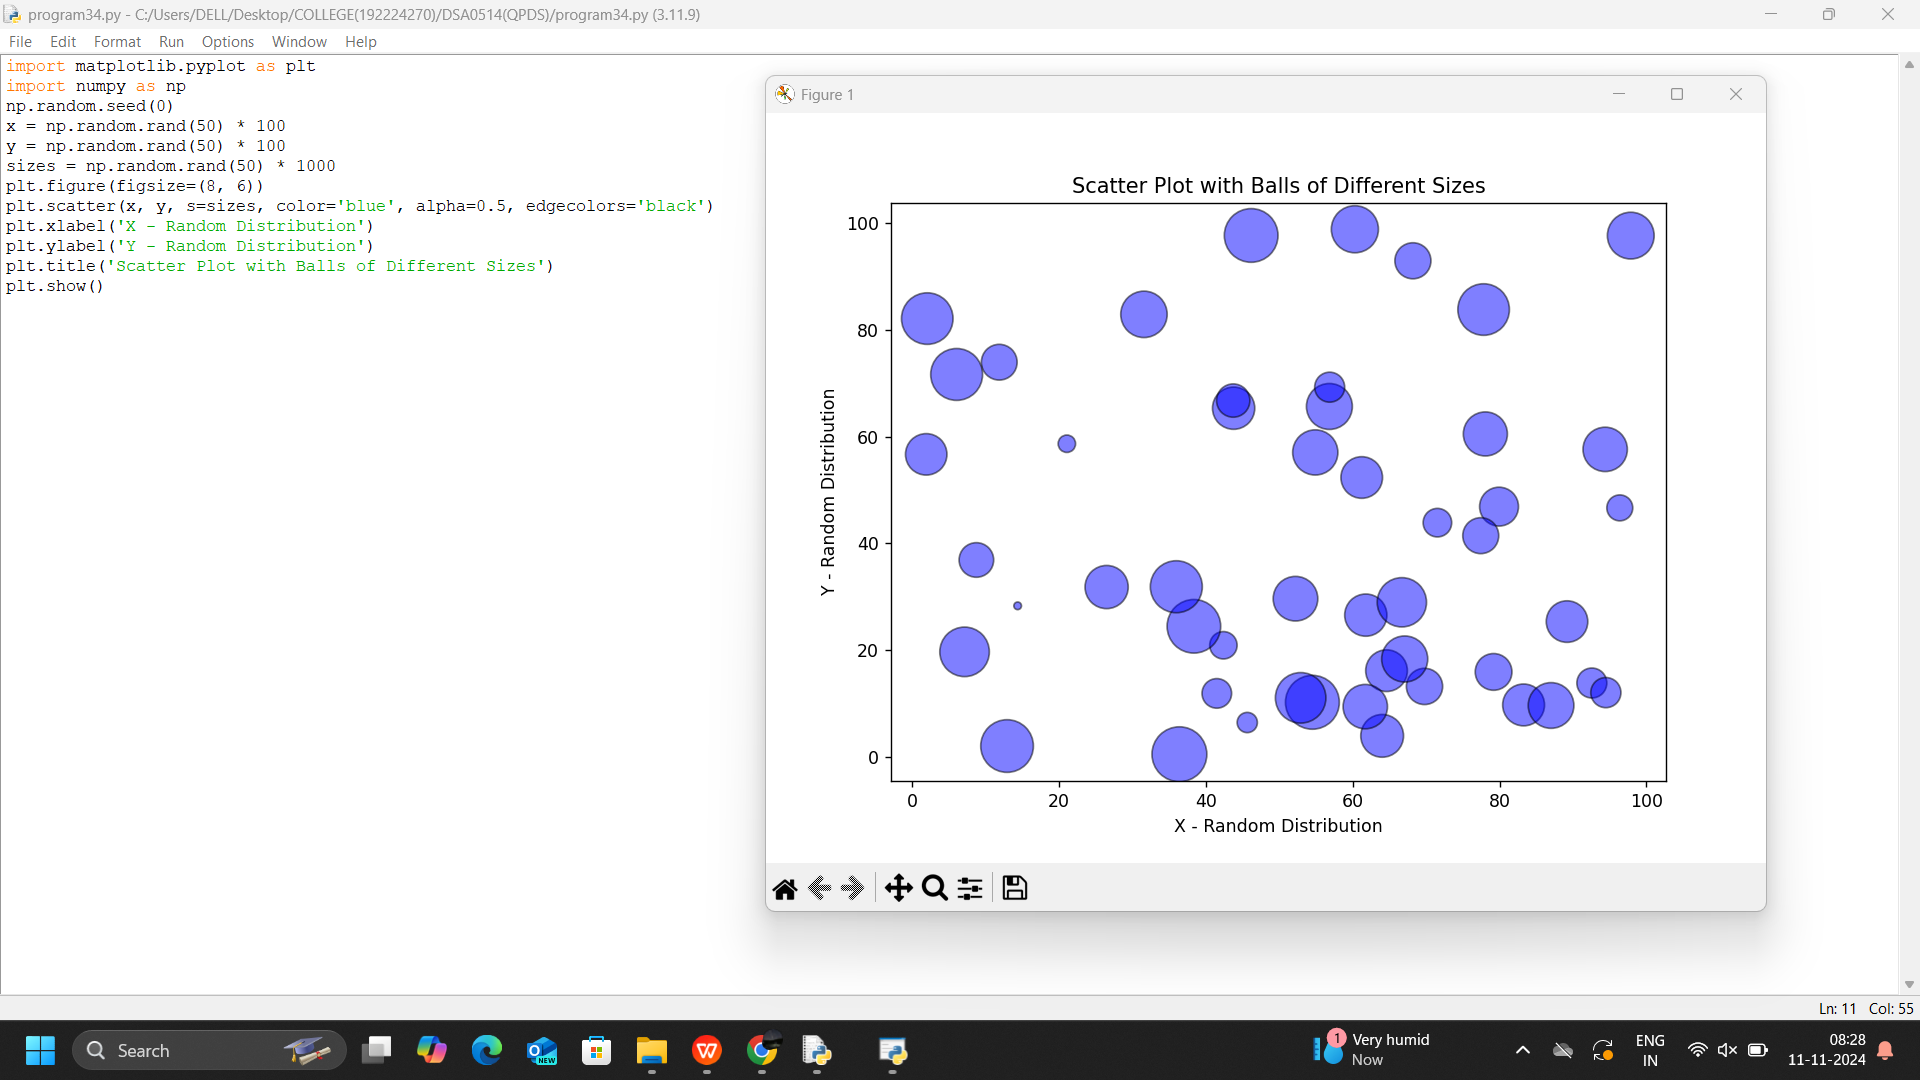 program34.py - C:/Users/DELL/Desktop/COLLEGE(192224270)/DSA0514(QPDS)/program34.py (3.11.9)
File Edit Format Run Options Window Help
import matplotlib.pyplot as plt
import numpy as np
np.random.seed(0)
x = np.random.rand(50) * 100
y = np.random.rand(50) * 100
sizes = np.random.rand(50) * 1000
plt.figure(figsize=(8, 6))
plt.scatter(x, y, s=sizes, color='blue', alpha=0.5, edgecolors='black')
plt.xlabel('X - Random Distribution')
plt.ylabel('Y - Random Distribution')
plt.title('Scatter Plot with Balls of Different Sizes')
plt.show()
Figure 1
Scatter Plot with Balls of Different Sizes
Y - Random Distribution
100
80
60
40
20
0
0 20 40 60 80 100
X - Random Distribution
Ln: 11 Col: 55
Search
NEW
W
1
Very humid
Now
ENG
IN
08:28
11-11-2024